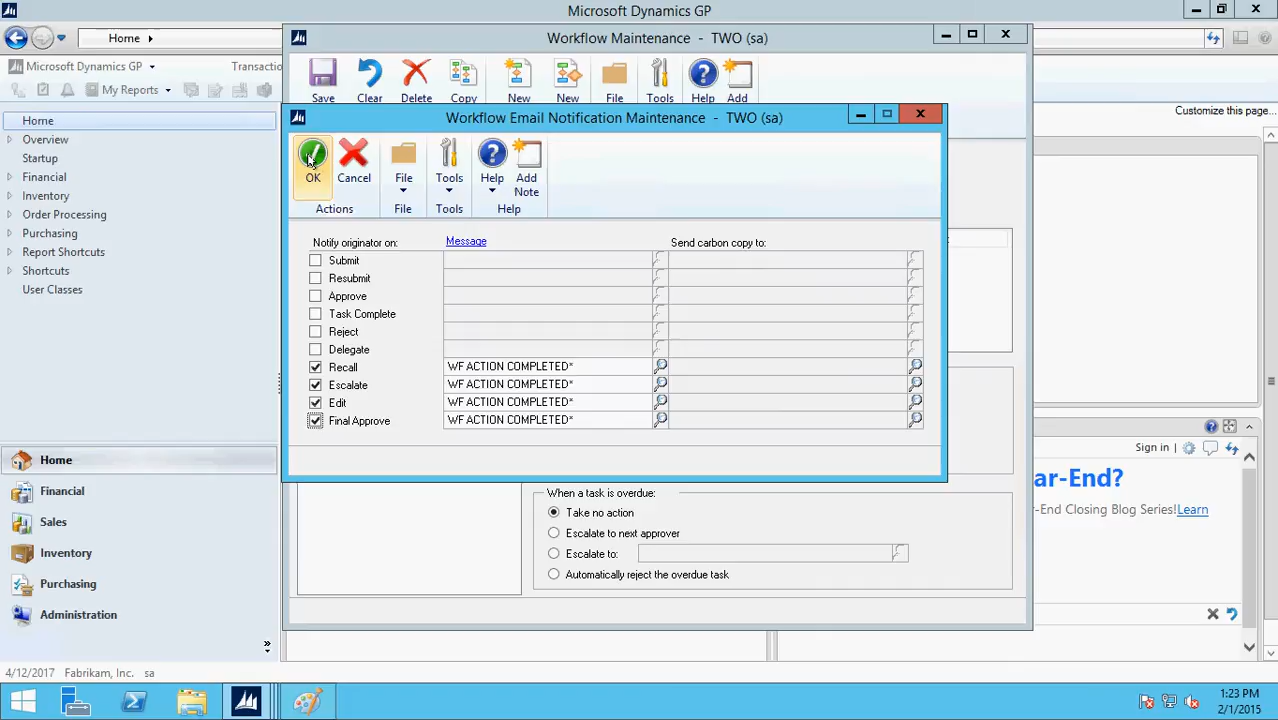 Microsoft Dynamics GP
Home
Microsoft Dynamics GP
Transactio
My Reports
Home
Overview
Startup
Financial
Inventory
Order Processing
Purchasing
Report Shortcuts
Shortcuts
User Classes
Home
Financial
Sales
Inventory
Purchasing
Administration
Workflow Maintenance - TWO (sa)
Save
Clear
Delete
Copy
New
New
File
Tools
Help
Add
Customize this page...
Workflow Email Notification Maintenance - TWO (sa)
OK
Cancel
File
Tools
Help
Add Note
Actions
File
Tools
Help
Notify originator on:
Message
Send carbon copy to:
Submit
Resubmit
Approve
Task Complete
Reject
Delegate
Recall WF ACTION COMPLETED*
Escalate WF ACTION COMPLETED*
Edit WF ACTION COMPLETED*
Final Approve WF ACTION COMPLETED*
When a task is overdue:
Take no action
Escalate to next approver
Escalate to:
Automatically reject the overdue task
Sign in
ar-End?
r-End Closing Blog Series!Learn
4/12/2017 Fabrikam, Inc. sa
1:23 PM
2/1/2015